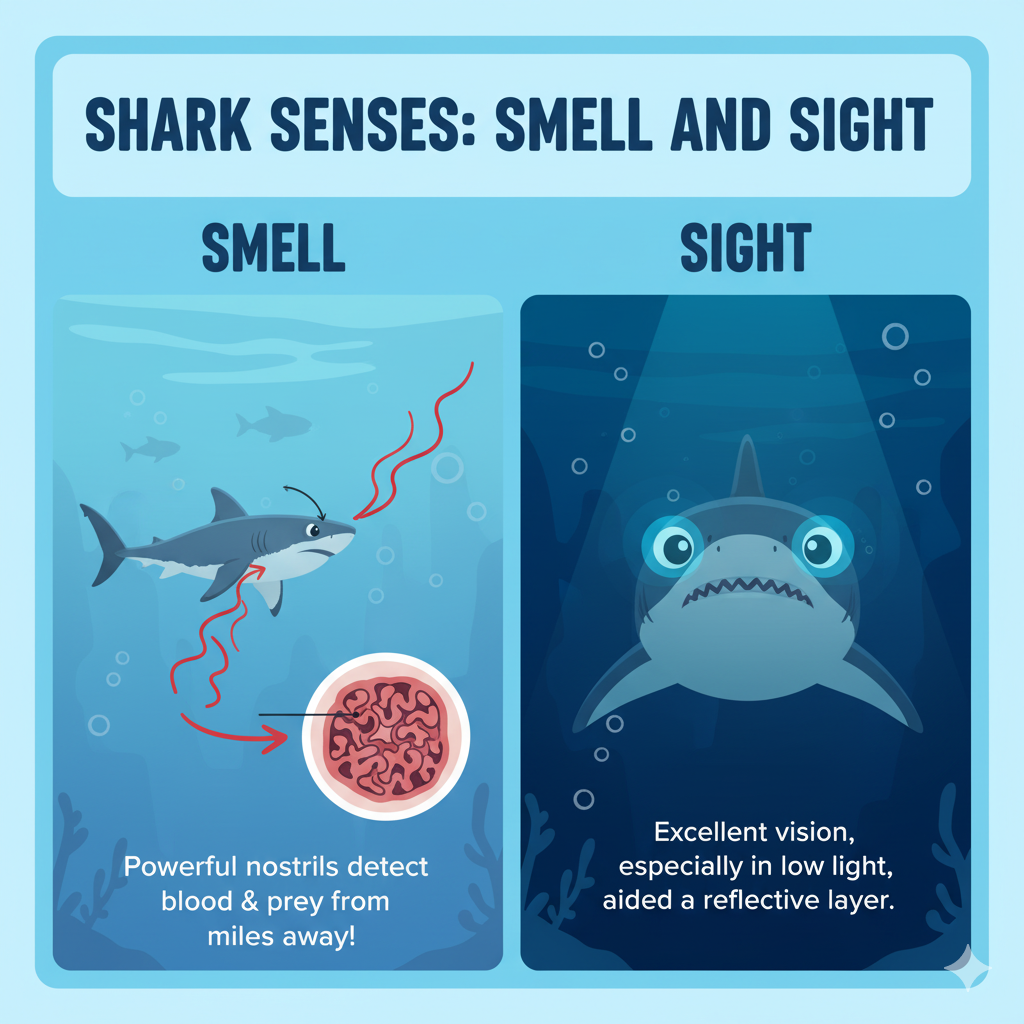 SHARK SENSES: SMELL AND SIGHT
SMELL
SIGHT
Powerful nostrils detect
blood & prey from
miles away!
Excellent vision,
especially in low light,
aided a reflective layer.